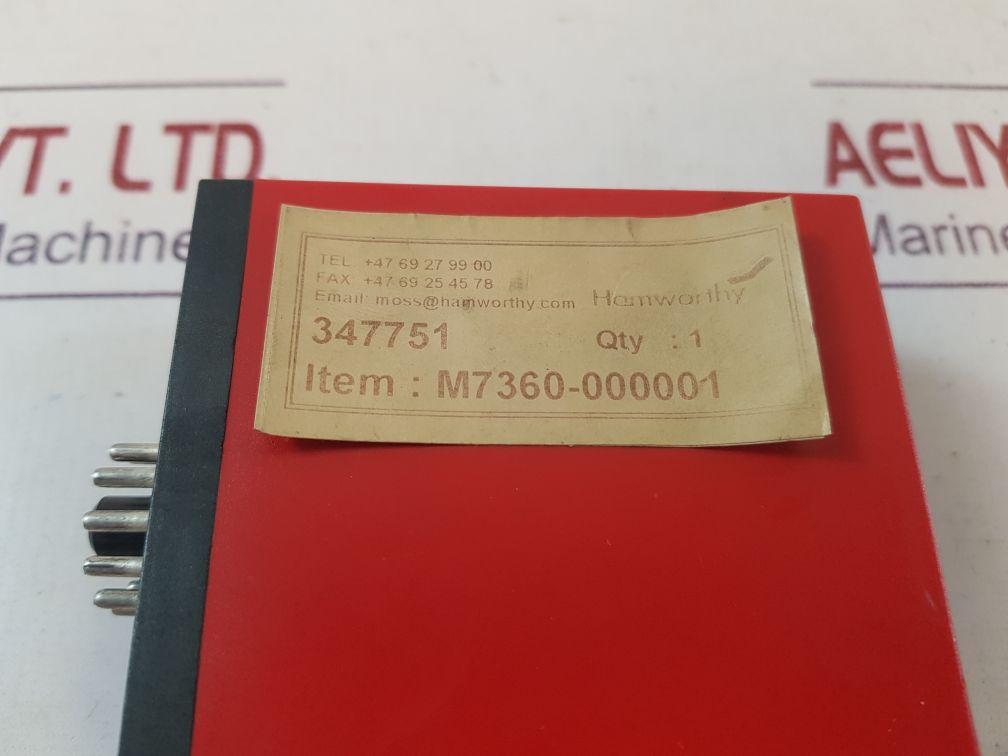 YT. LTD.
Machine
AELIY
Marine
TEL +47 69 27 99 00
FAX +47 69 25 45 78
Email: moss@hamworthy.com Hamworthy
347751 Qty : 1
Item : M7360-000001